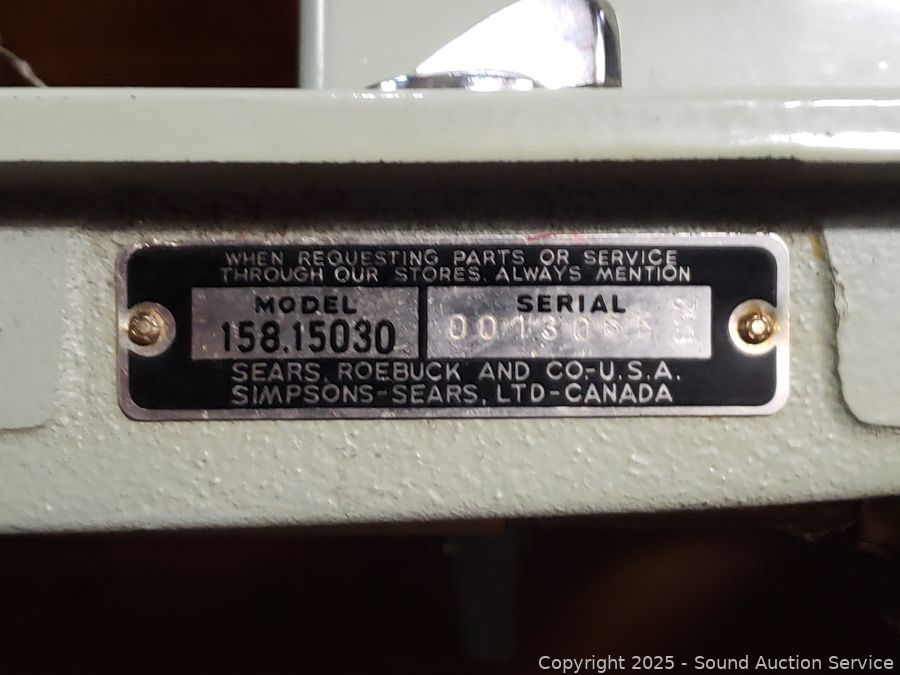 WHEN REQUESTING PARTS OR SERVICE
THROUGH OUR STORES. ALWAYS MENTION
MODEL
158.15030
SERIAL
SEARS, ROEBUCK AND CO-U.S.A.
SIMPSONS-SEARS, LTD-CANADA
Copyright © 2025 - Sound Auction Service